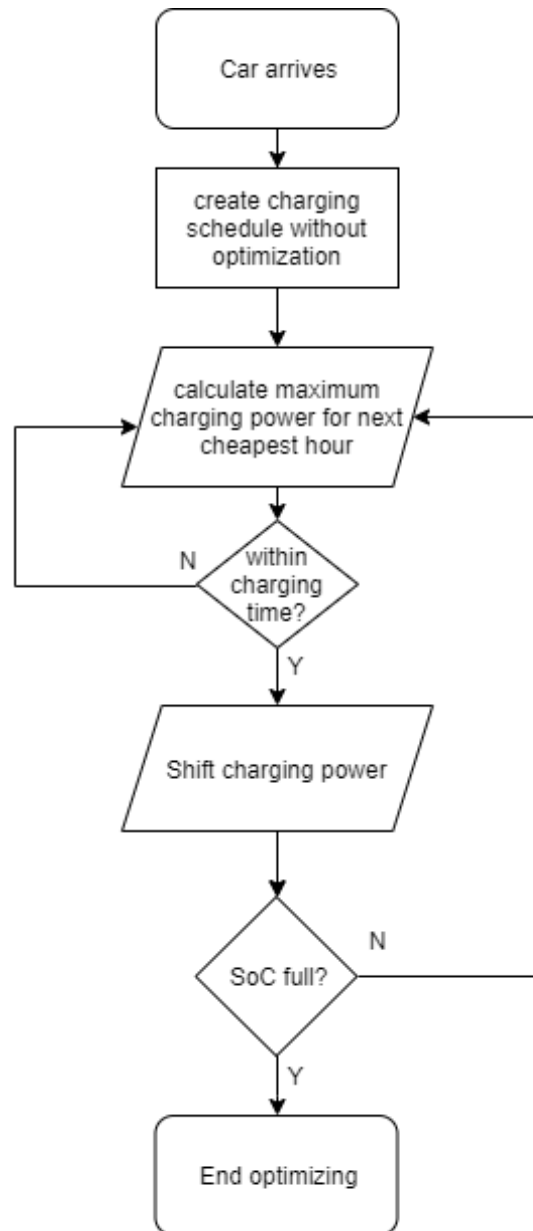 Car arrives
create charging
schedule without
optimization
calculate maximum
charging power for next
cheapest hour
N
within
charging
time?
Y
Shift charging power
N
SoC full?
Y
End optimizing